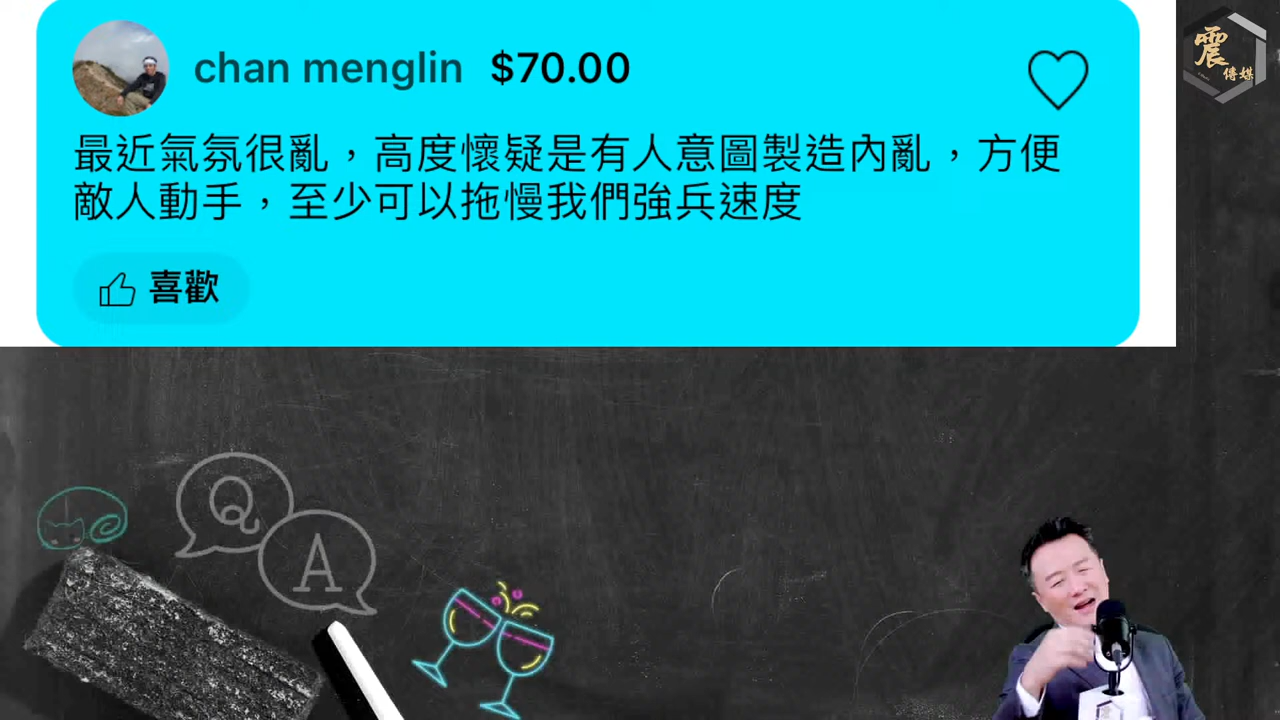 chan menglin $70.00
最近氣氛很亂，高度懷疑是有人意圖製造內亂，方便
敵人動手，至少可以拖慢我們強兵速度
喜歡
震
傳媒
Q
A